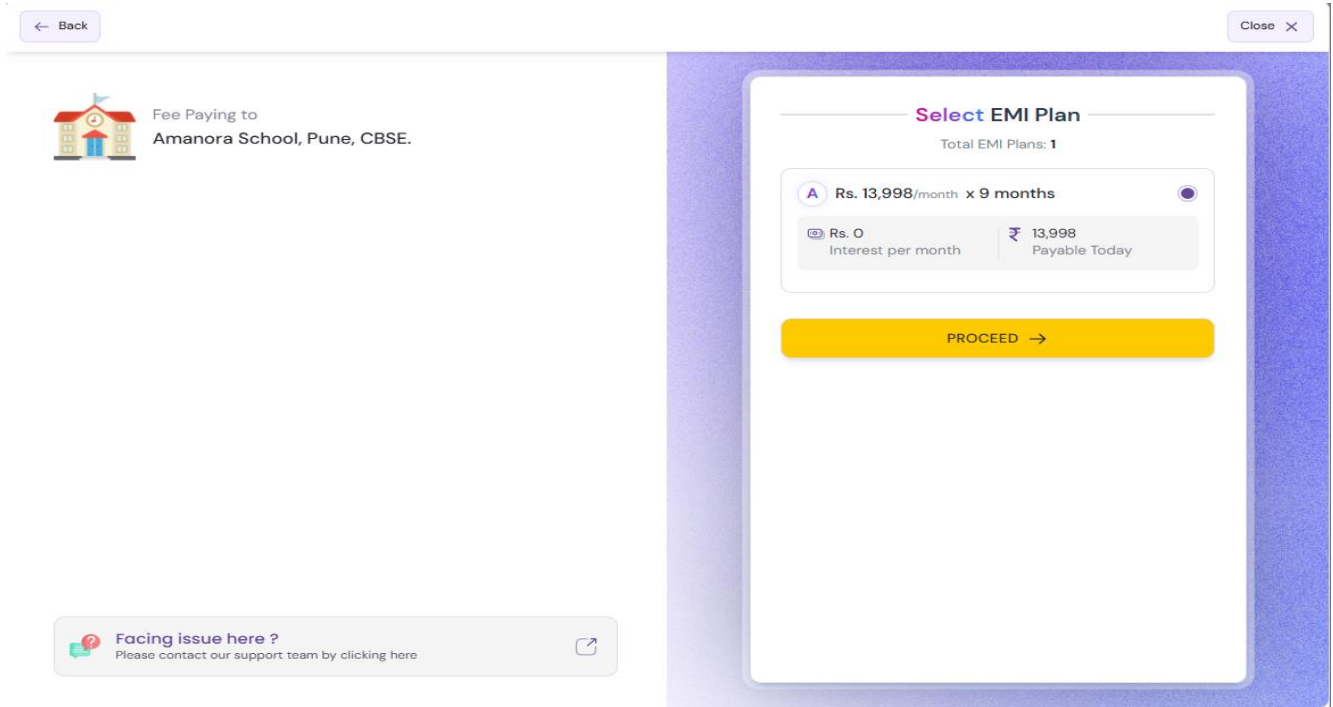 ← Back
Close X
Fee Paying to
Amanora School, Pune, CBSE.
Select EMI Plan
Total EMI Plans: 1
A Rs. 13,998/month x 9 months
Rs. 0
Interest per month
₹ 13,998
Payable Today
PROCEED →
Facing issue here ?
Please contact our support team by clicking here